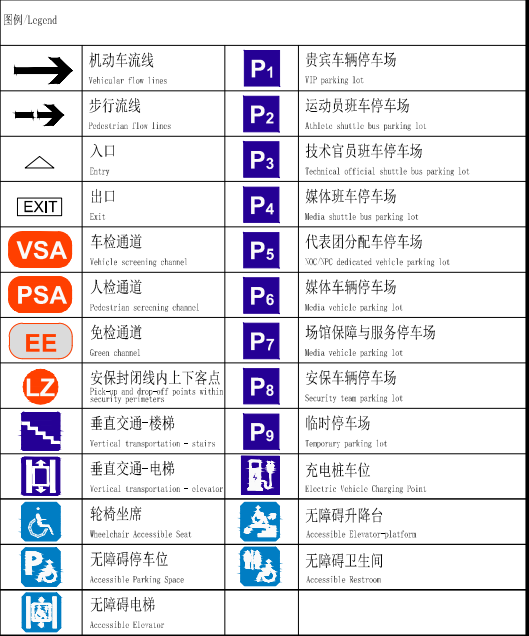 图例/Legend
机动车流线
Vehicular flow lines
P1
贵宾车辆停车场
VIP parking lot
步行流线
Pedestrian flow lines
P2
运动员班车停车场
Athlete shuttle bus parking lot
入口
Entry
P3
技术官员班车停车场
Technical official shuttle bus parking lot
EXIT
出口
Exit
P4
媒体班车停车场
Media shuttle bus parking lot
VSA
车检通道
Vehicle screening channel
P5
代表团分配车停车场
NOC/NPC dedicated vehicle parking lot
PSA
人检通道
Pedestrian screening channel
P6
媒体车辆停车场
Media vehicle parking lot
EE
免检通道
Green channel
P7
场馆保障与服务停车场
Media vehicle parking lot
LZ
安保封闭线内上下客点
Pick-up and drop-off points within
security perimeters
P8
安保车辆停车场
Security team parking lot
垂直交通-楼梯
Vertical transportation - stairs
P9
临时停车场
Temporary parking lot
垂直交通-电梯
Vertical transportation - elevator
充电桩车位
Electric Vehicle Charging Point
轮椅坐席
Wheelchair Accessible Seat
无障碍升降台
Accessible Elevator-platform
P
无障碍停车位
Accessible Parking Space
无障碍卫生间
Accessible Restroom
无障碍电梯
Accessible Elevator